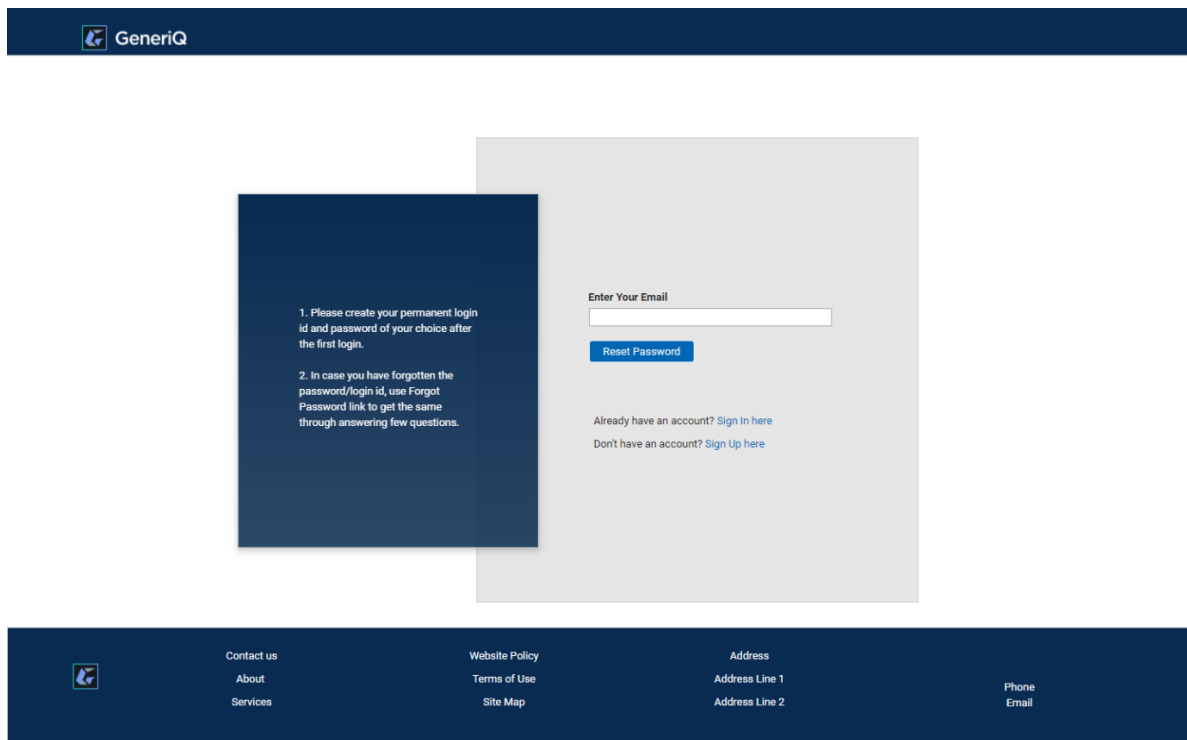 GeneriQ
1. Please create your permanent login
id and password of your choice after
the first login.
2. In case you have forgotten the
password/login id, use Forgot
Password link to get the same
through answering few questions.
Enter Your Email
Reset Password
Already have an account? Sign In here
Don't have an account? Sign Up here
Contact us
About
Services
Website Policy
Terms of Use
Site Map
Address
Address Line 1
Address Line 2
Phone
Email